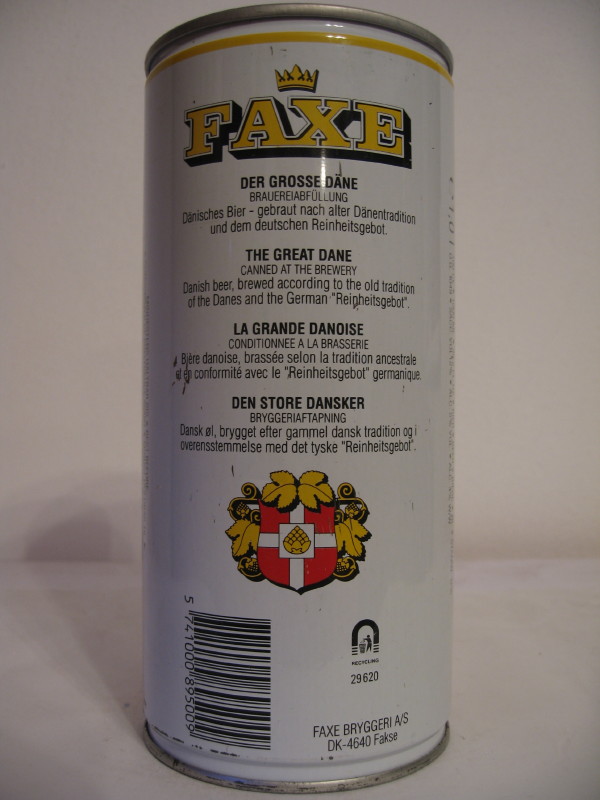 FAXE
DER GROSSE DÄNE
BRAUEREIABFÜLLUNG
Dänisches Bier - gebraut nach alter Dänentradition
und dem deutschen Reinheitsgebot.
THE GREAT DANE
CANNED AT THE BREWERY
Danish beer, brewed according to the old tradition
of the Danes and the German "Reinheitsgebot".
LA GRANDE DANOISE
CONDITIONNEE A LA BRASSERIE
Bière danoise, brassée selon la tradition ancestrale
et en conformité avec le "Reinheitsgebot" germanique.
DEN STORE DANSKER
BRYGGERIAFTAPNING
Dansk øl, brygget efter gammel dansk tradition og i
overensstemmelse med det tyske "Reinheitsgebot".
5 741000 895009
RECYCLING
29620
FAXE BRYGGERI A/S
DK-4640 Fakse